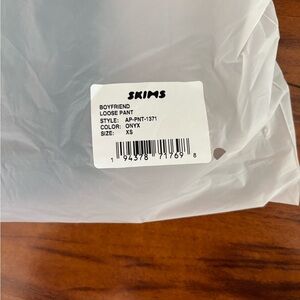 SKIMS
BOYFRIEND
LOOSE PANT
STYLE: AP-PNT-1371
COLOR: ONYX
SIZE: XS
1 94378 71769 8